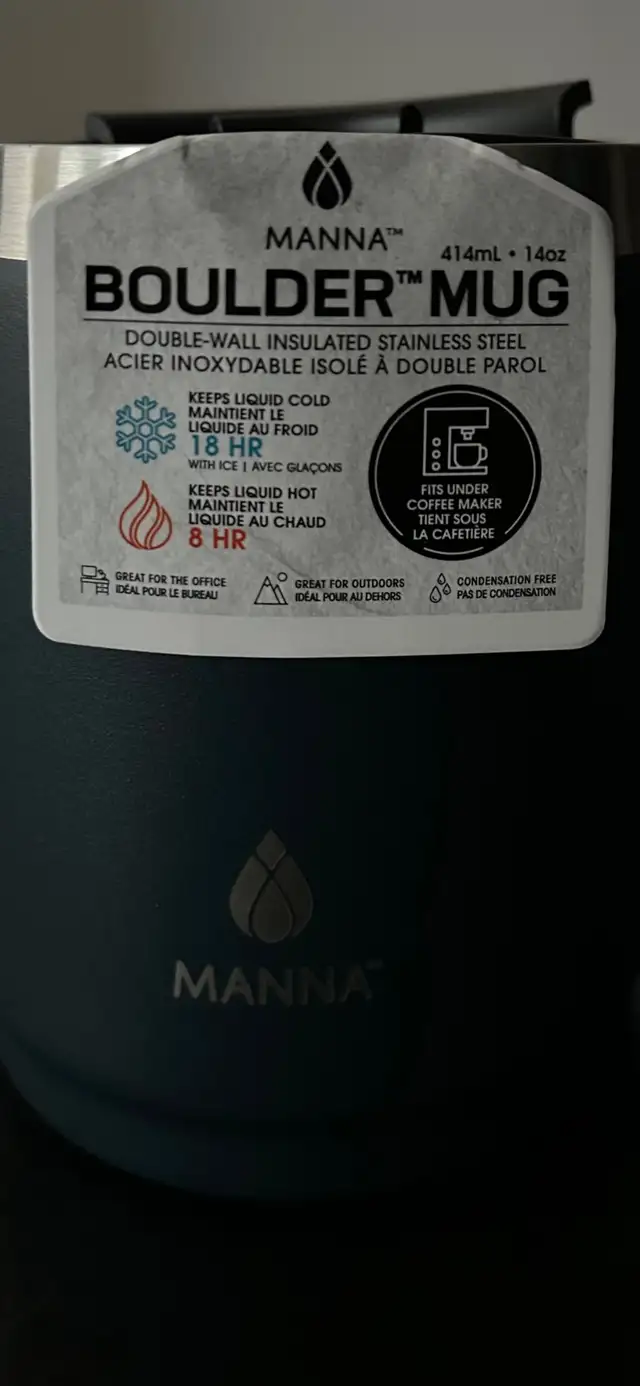 MANNA™
414mL • 14oz
BOULDER™ MUG
DOUBLE-WALL INSULATED STAINLESS STEEL
ACIER INOXYDABLE ISOLÉ À DOUBLE PAROL
KEEPS LIQUID COLD
MAINTIENT LE
LIQUIDE AU FROID
18 HR
WITH ICE | AVEC GLAÇONS
KEEPS LIQUID HOT
MAINTIENT LE
LIQUIDE AU CHAUD
8 HR
FITS UNDER
COFFEE MAKER
TIENT SOUS
LA CAFETIÈRE
GREAT FOR THE OFFICE
IDÉAL POUR LE BUREAU
GREAT FOR OUTDOORS
IDÉAL POUR AU DEHORS
CONDENSATION FREE
PAS DE CONDENSATION
MANNA™